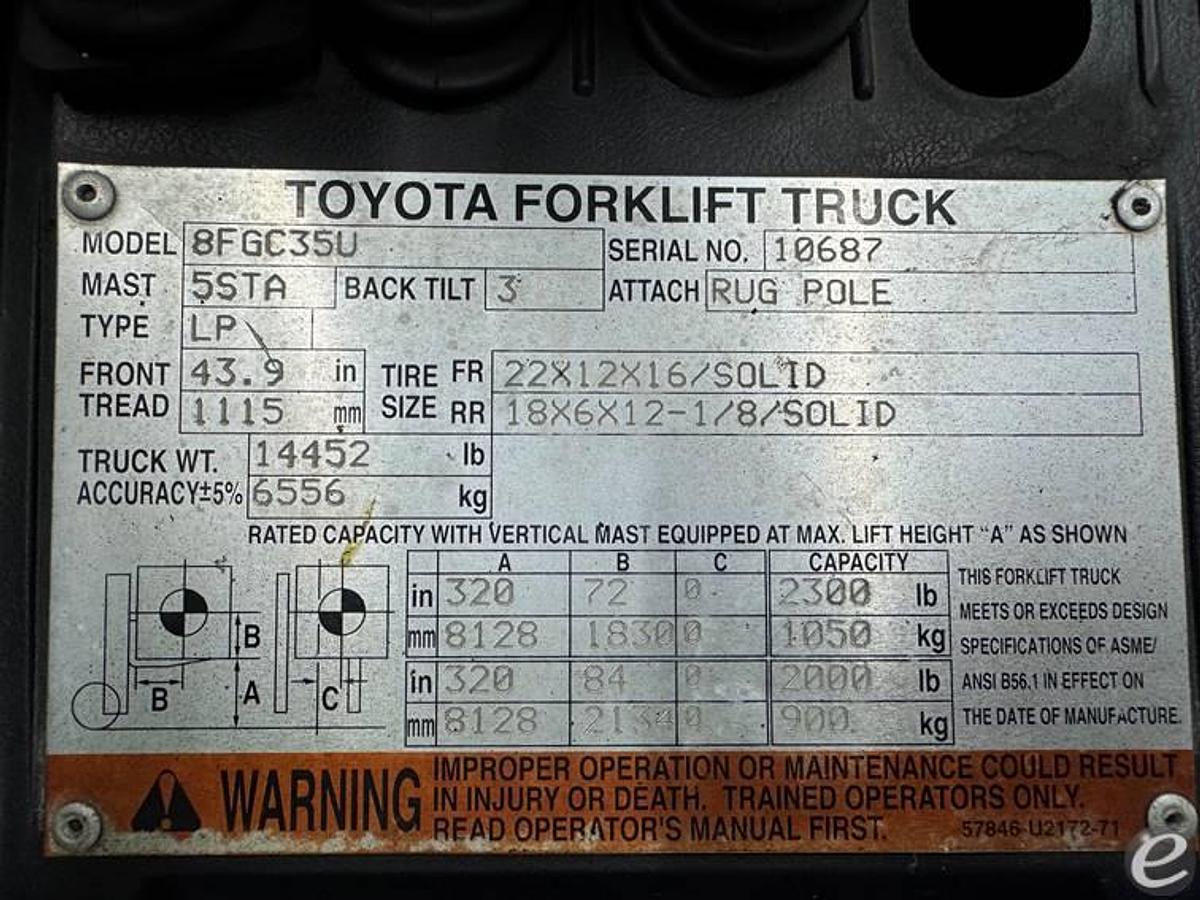 TOYOTA FORKLIFT TRUCK
MODEL 8FGC35U SERIAL NO. 10687
MAST 5STA BACK TILT 3 ATTACH RUG POLE
TYPE LP
FRONT TREAD 43.9 in 1115 mm
TIRE SIZE FR 22X12X16/SOLID
RR 18X6X12-1/8/SOLID
TRUCK WT. 14452 lb
ACCURACY±5% 6556 kg
RATED CAPACITY WITH VERTICAL MAST EQUIPPED AT MAX. LIFT HEIGHT "A" AS SHOWN
A B C CAPACITY
in 320 72 0 2300 lb
mm 8128 1830 0 1050 kg
in 320 84 0 2000 lb
mm 8128 2134 0 900 kg
B
B A C
THIS FORKLIFT TRUCK
MEETS OR EXCEEDS DESIGN
SPECIFICATIONS OF ASME/
ANSI B56.1 IN EFFECT ON
THE DATE OF MANUFACTURE.
WARNING
IMPROPER OPERATION OR MAINTENANCE COULD RESULT
IN INJURY OR DEATH. TRAINED OPERATORS ONLY.
READ OPERATOR'S MANUAL FIRST. 57846-U2172-71
e